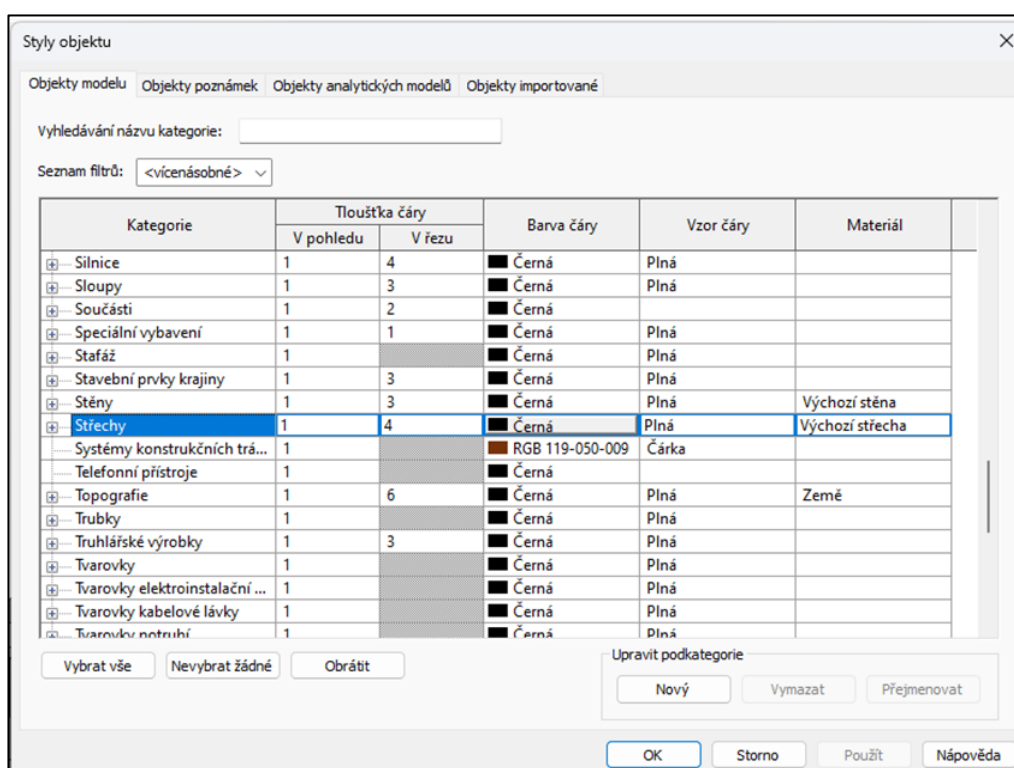 Styly objektu
Objekty modelu Objekty poznámek Objekty analytických modelů Objekty importované
Vyhledávání názvu kategorie:
Seznam filtrů: <vícenásobné>
Kategorie Tloušťka čáry Barva čáry Vzor čáry Materiál
V pohledu V řezu
Silnice 1 4 Černá Plná
Sloupy 1 3 Černá Plná
Součásti 1 2 Černá
Speciální vybavení 1 1 Černá Plná
Stafáž 1 Černá Plná
Stavební prvky krajiny 1 3 Černá Plná
Stěny 1 3 Černá Plná Výchozí stěna
Střechy 1 4 Černá Plná Výchozí střecha
Systémy konstrukčních trá... 1 RGB 119-050-009 Čárka
Telefonní přístroje 1 Černá
Topografie 1 6 Černá Plná Země
Trubky 1 Černá Plná
Truhlářské výrobky 1 3 Černá Plná
Tvarovky 1 Černá Plná
Tvarovky elektroinstalační ... 1 Černá Plná
Tvarovky kabelové lávky 1 Černá Plná
Tvarovky potrubí 1 Černá Plná
Upravit podkategorie
Vybrat vše Nevybrat žádné Obrátit
Nový Vymazat Přejmenovat
OK Storno Použít Nápověda